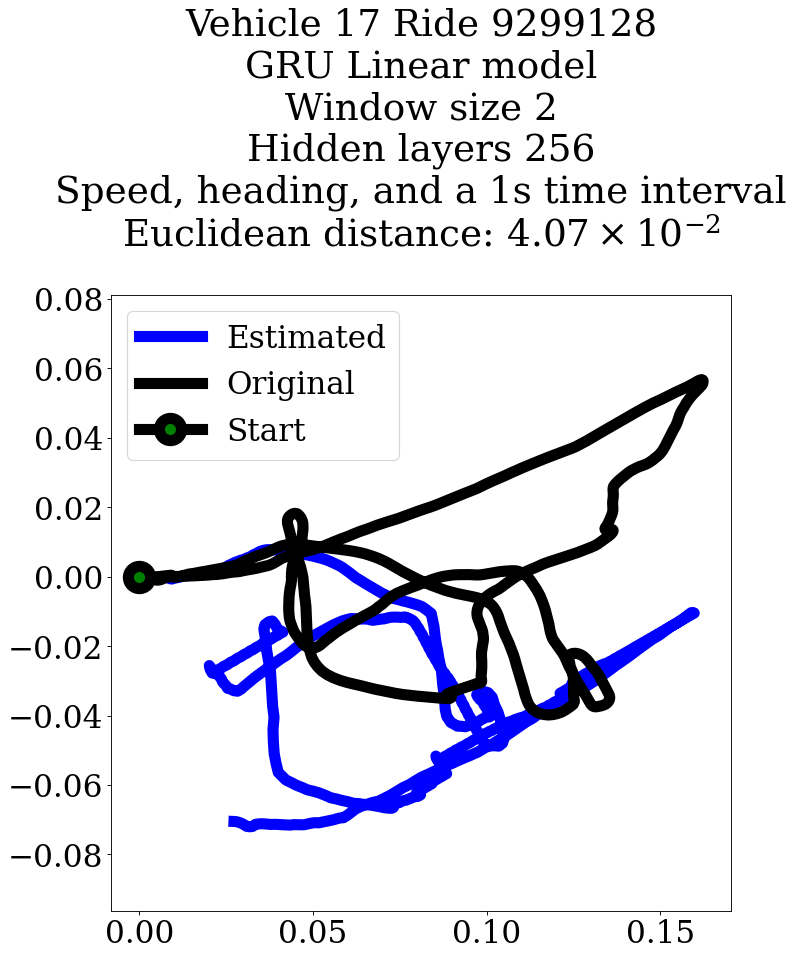 Vehicle 17 Ride 9299128
GRU Linear model
Window size 2
Hidden layers 256
Speed, heading, and a 1s time interval
Euclidean distance: 4.07 × 10⁻²
Estimated
Original
Start
0.08
0.06
0.04
0.02
0.00
−0.02
−0.04
−0.06
−0.08
0.00 0.05 0.10 0.15